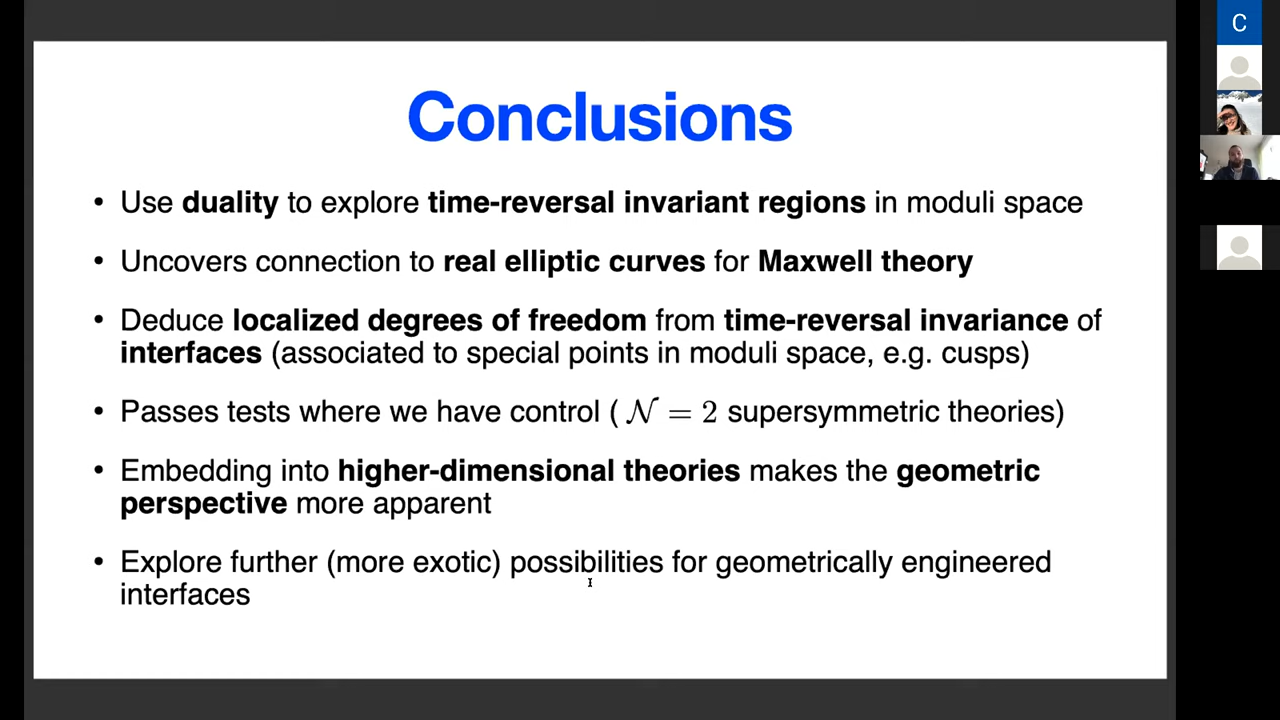 Conclusions
• Use duality to explore time-reversal invariant regions in moduli space
• Uncovers connection to real elliptic curves for Maxwell theory
• Deduce localized degrees of freedom from time-reversal invariance of
interfaces (associated to special points in moduli space, e.g. cusps)
• Passes tests where we have control ( 𝒩 = 2 supersymmetric theories)
• Embedding into higher-dimensional theories makes the geometric
perspective more apparent
• Explore further (more exotic) possibilities for geometrically engineered
interfaces
C